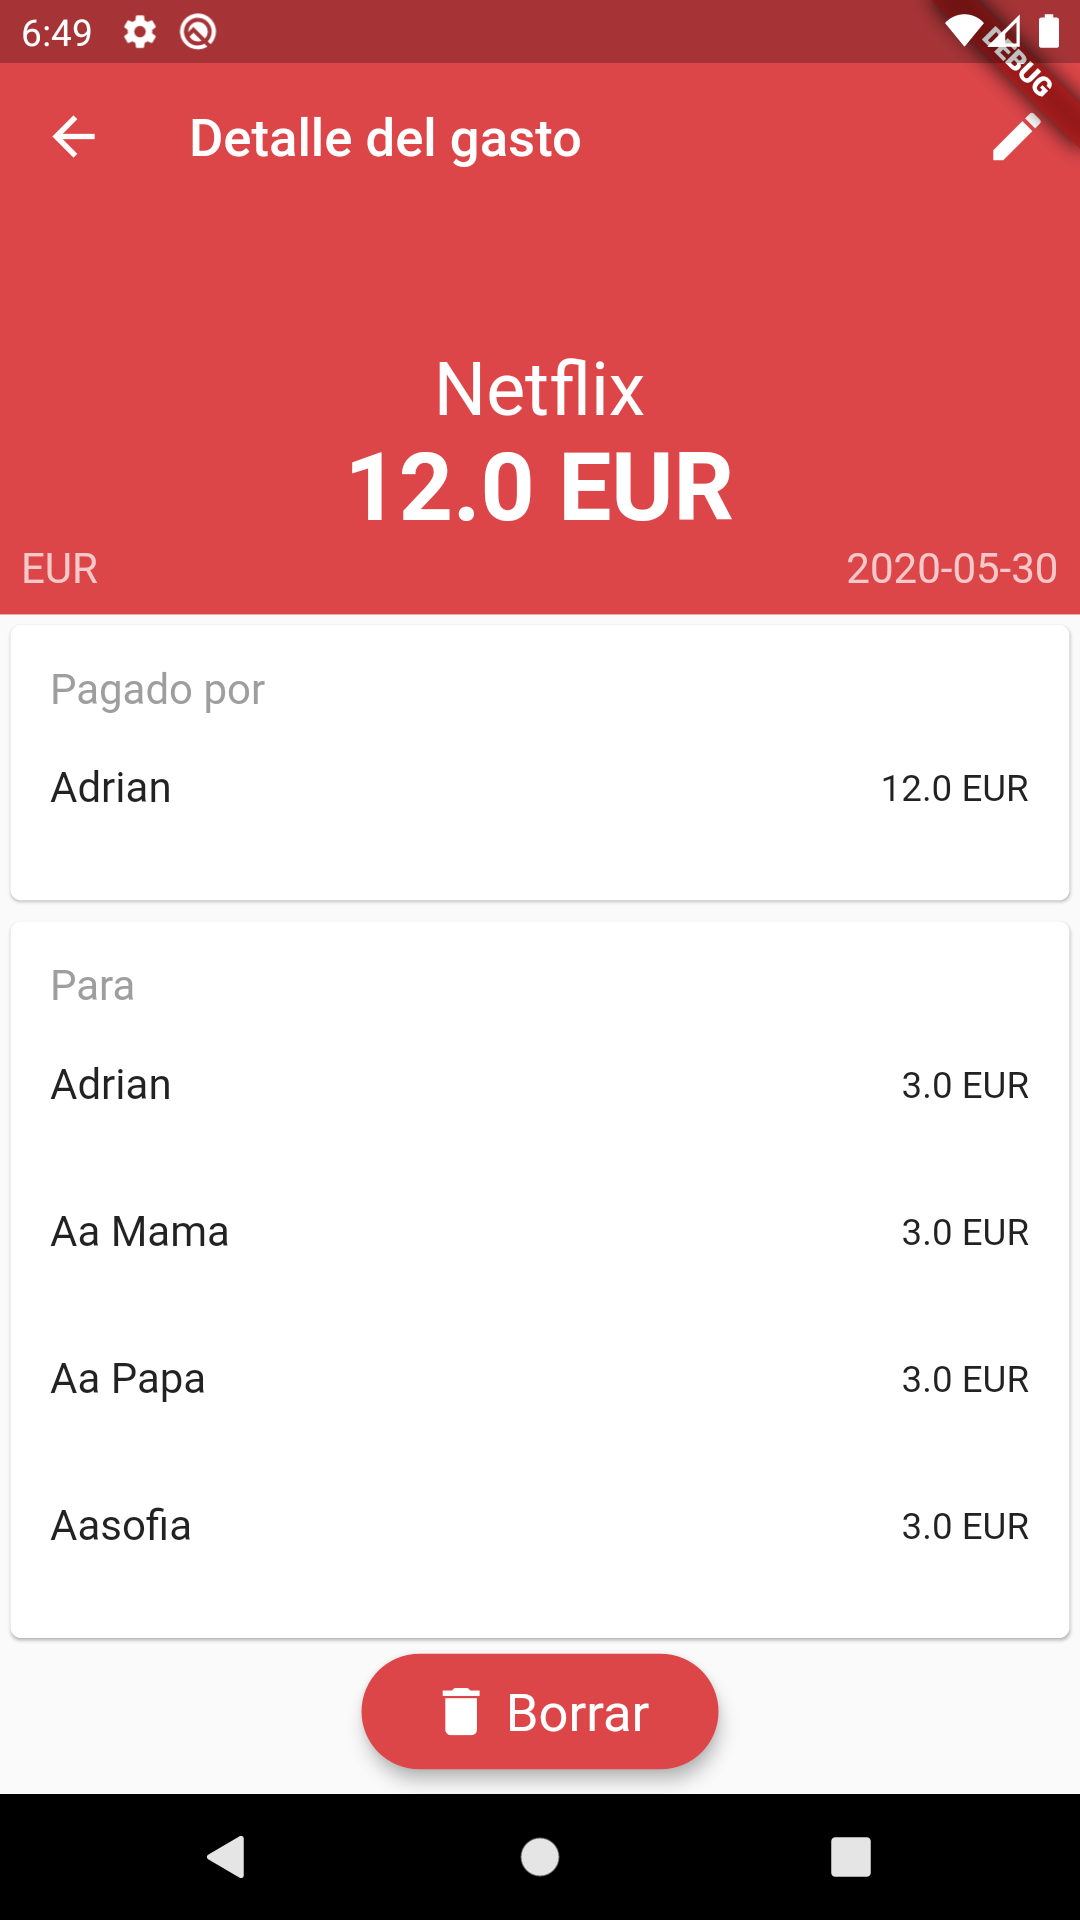 6:49
DEBUG
Detalle del gasto
Netflix
12.0 EUR
EUR 2020-05-30
Pagado por
Adrian 12.0 EUR
Para
Adrian 3.0 EUR
Aa Mama 3.0 EUR
Aa Papa 3.0 EUR
Aasofia 3.0 EUR
Borrar